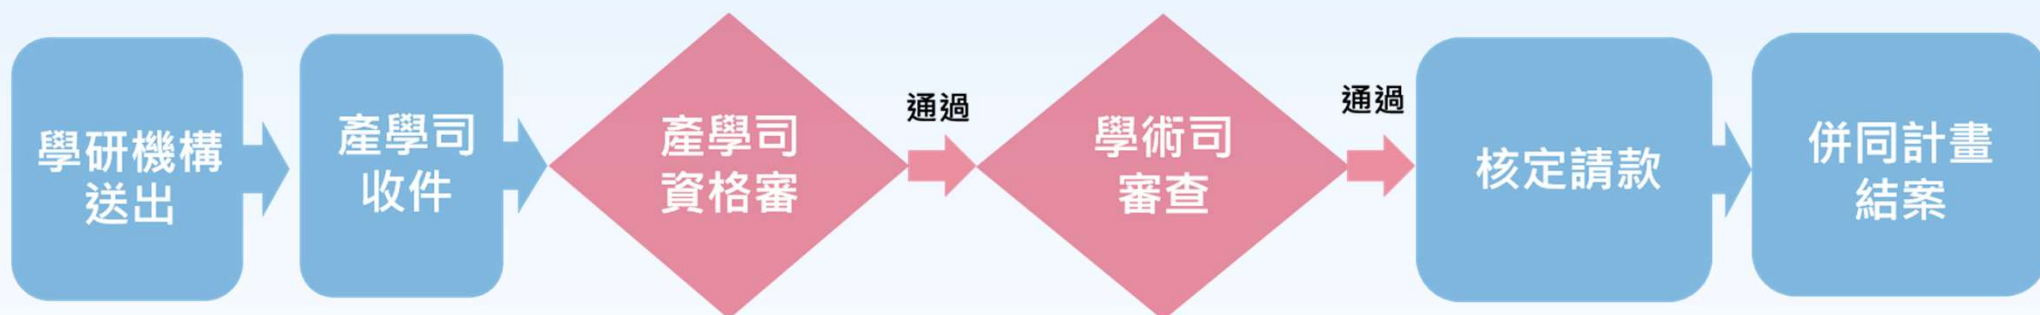 學研機構
送出
產學司
收件
產學司
資格審
通過
學術司
審查
通過
核定請款
併同計畫
結案